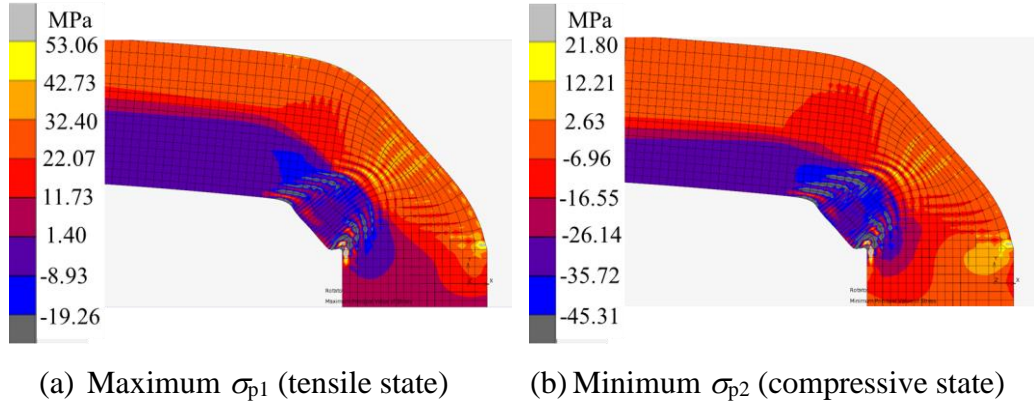 MPa
53.06
42.73
32.40
22.07
11.73
1.40
-8.93
-19.26
MPa
21.80
12.21
2.63
-6.96
-16.55
-26.14
-35.72
-45.31
Z
x
x
(a) Maximum σp1 (tensile state)
(b) Minimum σp2 (compressive state)